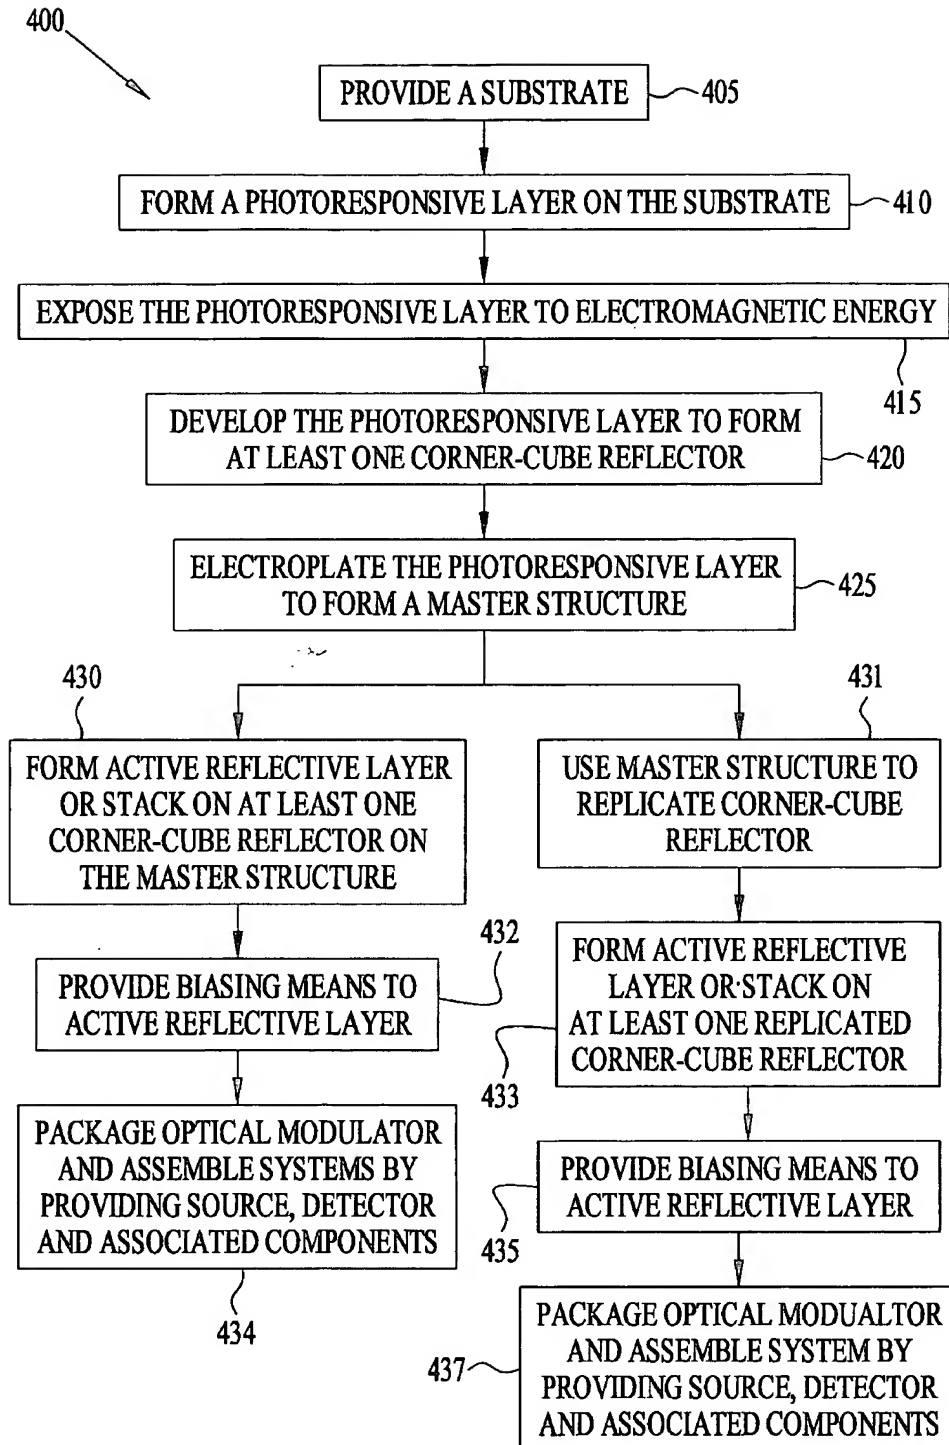 400
PROVIDE A SUBSTRATE
405
FORM A PHOTORESPONSIVE LAYER ON THE SUBSTRATE
410
EXPOSE THE PHOTORESPONSIVE LAYER TO ELECTROMAGNETIC ENERGY
415
DEVELOP THE PHOTORESPONSIVE LAYER TO FORM
AT LEAST ONE CORNER-CUBE REFLECTOR
420
ELECTROPLATE THE PHOTORESPONSIVE LAYER
TO FORM A MASTER STRUCTURE
425
430
FORM ACTIVE REFLECTIVE LAYER
OR STACK ON AT LEAST ONE
CORNER-CUBE REFLECTOR ON
THE MASTER STRUCTURE
432
PROVIDE BIASING MEANS TO
ACTIVE REFLECTIVE LAYER
PACKAGE OPTICAL MODULATOR
AND ASSEMBLE SYSTEMS BY
PROVIDING SOURCE, DETECTOR
AND ASSOCIATED COMPONENTS
434
431
USE MASTER STRUCTURE TO
REPLICATE CORNER-CUBE
REFLECTOR
FORM ACTIVE REFLECTIVE
LAYER OR STACK ON
AT LEAST ONE REPLICATED
CORNER-CUBE REFLECTOR
433
PROVIDE BIASING MEANS TO
ACTIVE REFLECTIVE LAYER
435
PACKAGE OPTICAL MODUALTOR
AND ASSEMBLE SYSTEM BY
PROVIDING SOURCE, DETECTOR
AND ASSOCIATED COMPONENTS
437